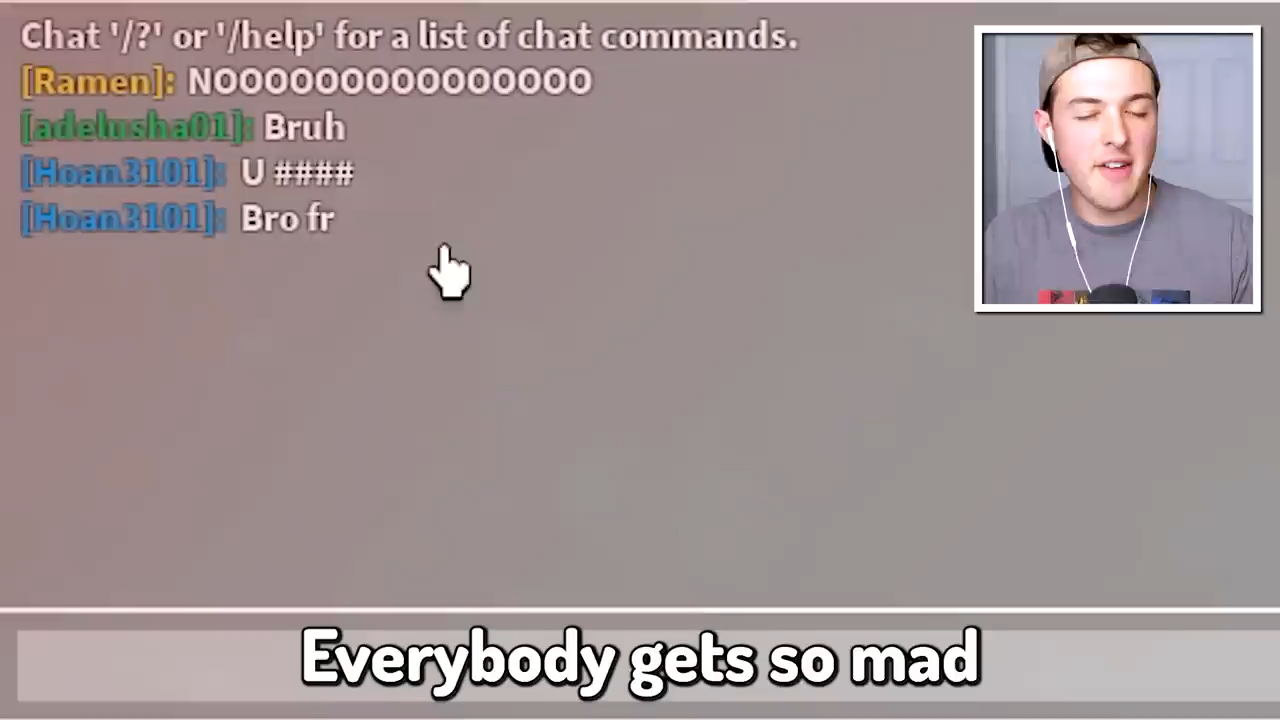 Chat '/?' or '/help' for a list of chat commands.
[Ramen]: NOOOOOOOOOOOOOOOO
[adelusha01]: Bruh
[Hoan3101]: U ####
[Hoan3101]: Bro fr
Everybody gets so mad